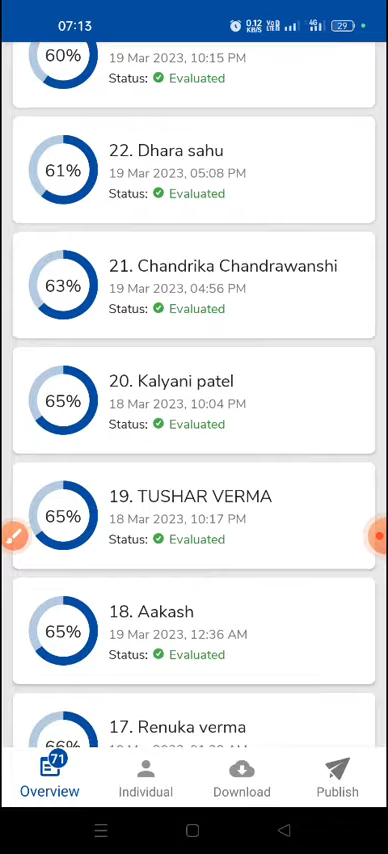 07:13
0.12 KB/S
4G
29
60%
19 Mar 2023, 10:15 PM
Status: Evaluated
61%
22. Dhara sahu
19 Mar 2023, 05:08 PM
Status: Evaluated
63%
21. Chandrika Chandrawanshi
19 Mar 2023, 04:56 PM
Status: Evaluated
65%
20. Kalyani patel
18 Mar 2023, 10:04 PM
Status: Evaluated
65%
19. TUSHAR VERMA
18 Mar 2023, 10:17 PM
Status: Evaluated
65%
18. Aakash
19 Mar 2023, 12:36 AM
Status: Evaluated
66%
17. Renuka verma
71
Overview
Individual
Download
Publish